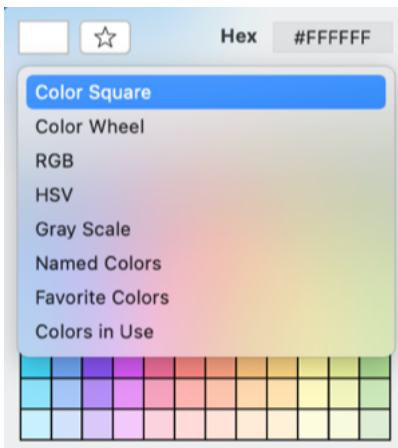 Hex #FFFFFF
Color Square
Color Wheel
RGB
HSV
Gray Scale
Named Colors
Favorite Colors
Colors in Use